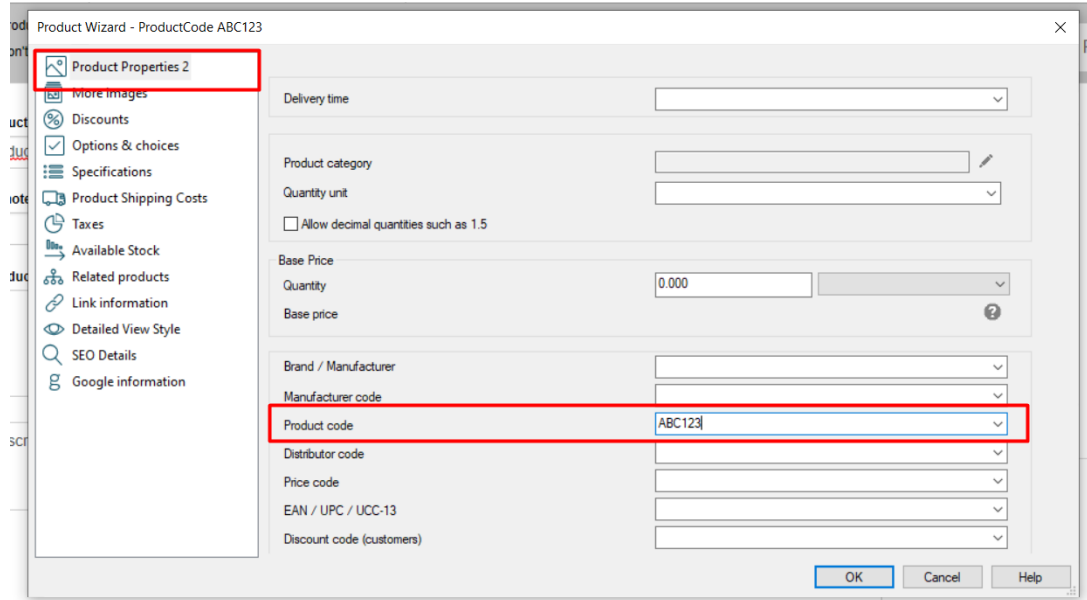 Product Wizard - ProductCode ABC123
Product Properties 2
More Images
Discounts
Options & choices
Specifications
Product Shipping Costs
Taxes
Available Stock
Related products
Link information
Detailed View Style
SEO Details
Google information
Delivery time
Product category
Quantity unit
Allow decimal quantities such as 1.5
Base Price
Quantity 0.000
Base price
Brand / Manufacturer
Manufacturer code
Product code ABC123
Distributor code
Price code
EAN / UPC / UCC-13
Discount code (customers)
OK Cancel Help